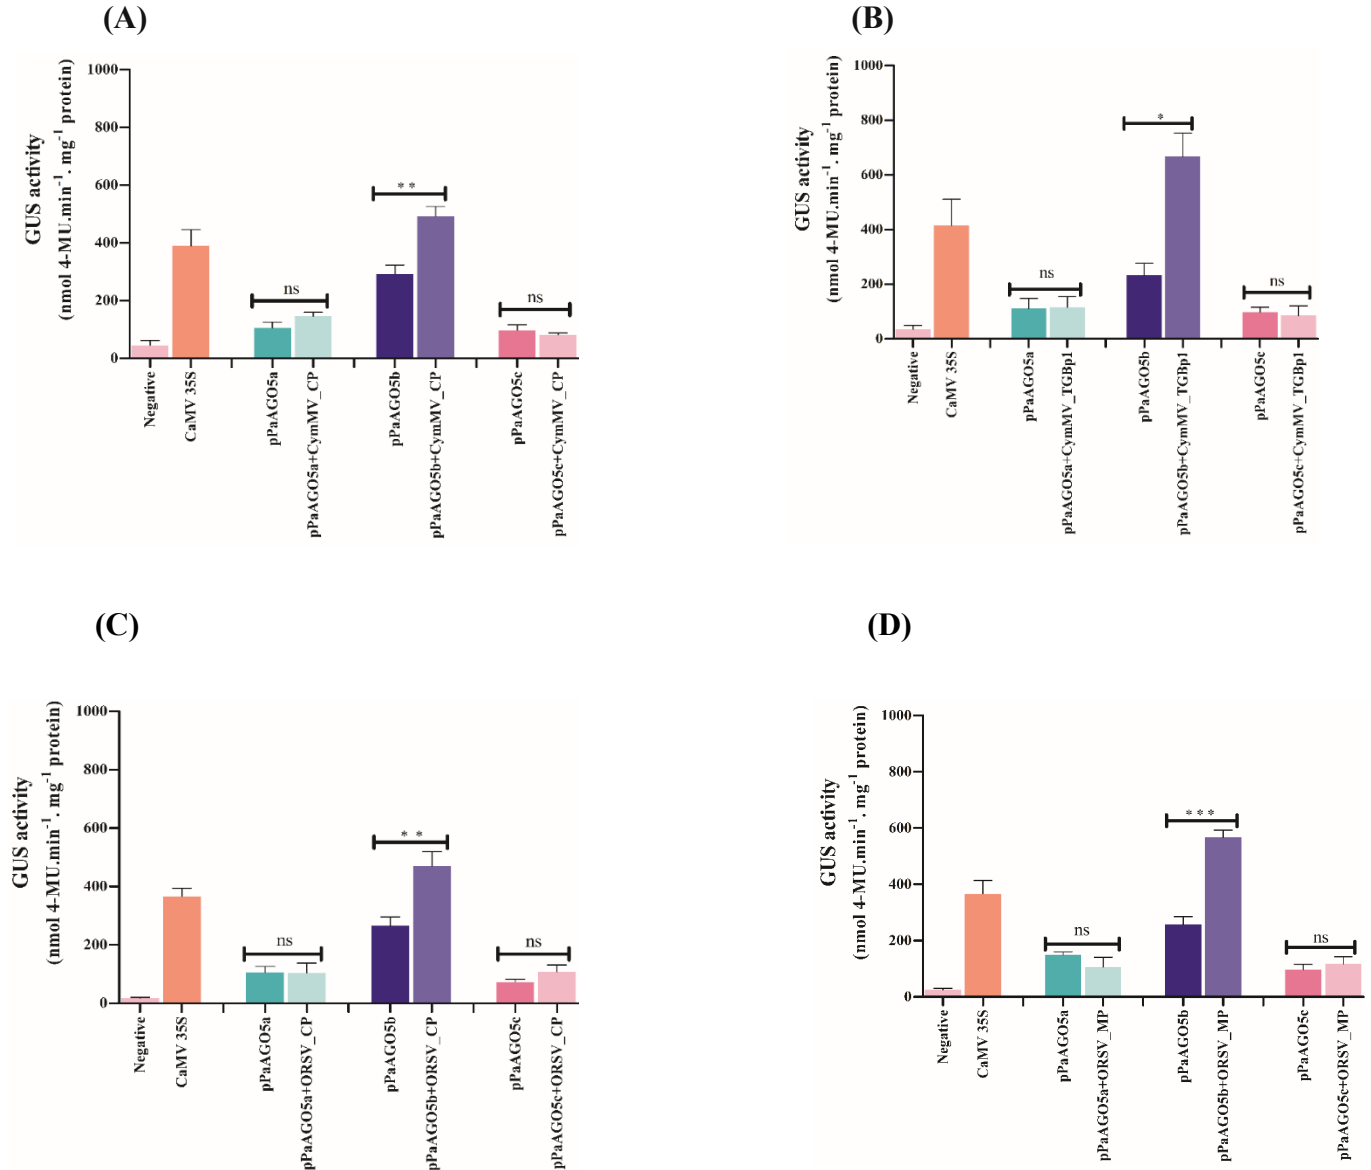 (A)
GUS activity
(nmol 4-MU.min-1. mg-1 protein)
1000
800
600
400
200
0
ns
**
ns
Negative
CaMV 35S
pPaAGO5a
pPaAGO5a+CymMV_CP
pPaAGO5b
pPaAGO5b+CymMV_CP
pPaAGO5c
pPaAGO5c+CymMV_CP
(B)
GUS activity
(nmol 4-MU.min-1. mg-1 protein)
1000
800
600
400
200
0
ns
*
ns
Negative
CaMV 35S
pPaAGO5a
pPaAGO5a+CymMV_TGBp1
pPaAGO5b
pPaAGO5b+CymMV_TGBp1
pPaAGO5c
pPaAGO5c+CymMV_TGBp1
(C)
GUS activity
(nmol 4-MU.min-1. mg-1 protein)
1000
800
600
400
200
0
ns
* *
ns
Negative
CaMV 35S
pPaAGO5a
pPaAGO5a+ORSV_CP
pPaAGO5b
pPaAGO5b+ORSV_CP
pPaAGO5c
pPaAGO5c+ORSV_CP
(D)
GUS activity
(nmol 4-MU.min-1. mg-1 protein)
1000
800
600
400
200
0
ns
***
ns
Negative
CaMV 35S
pPaAGO5a
pPaAGO5a+ORSV_MP
pPaAGO5b
pPaAGO5b+ORSV_MP
pPaAGO5c
pPaAGO5c+ORSV_MP